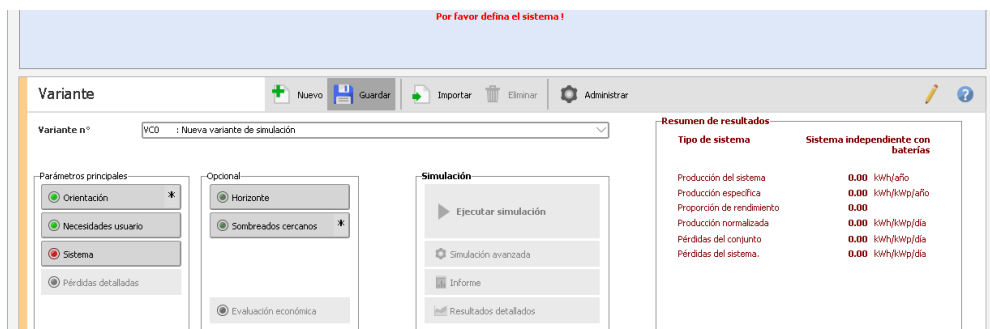 Por favor defina el sistema !
Variante
Nuevo
Guardar
Importar
Eliminar
Administrar
Variante n°
VC0 : Nueva variante de simulación
Parámetros principales
Orientación *
Necesidades usuario
Sistema
Pérdidas detalladas
Opcional
Horizonte
Sombreados cercanos *
Evaluación económica
Simulación
Ejecutar simulación
Simulación avanzada
Informe
Resultados detallados
Resumen de resultados
Tipo de sistema Sistema independiente con
baterías
Producción del sistema 0.00 kWh/año
Producción específica 0.00 kWh/kWp/año
Proporción de rendimiento 0.00
Producción normalizada 0.00 kWh/kWp/día
Pérdidas del conjunto 0.00 kWh/kWp/día
Pérdidas del sistema. 0.00 kWh/kWp/día